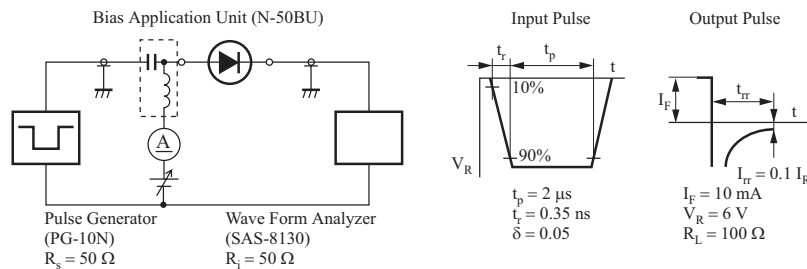 Bias Application Unit (N-50BU)
A
Pulse Generator
(PG-10N)
R_s = 50 Ω
Wave Form Analyzer
(SAS-8130)
R_i = 50 Ω
Input Pulse
t_r
t_p
t
10%
90%
V_R
t_p = 2 μs
t_r = 0.35 ns
δ = 0.05
Output Pulse
I_F
t_rr
t
I_rr = 0.1 I_R
I_F = 10 mA
V_R = 6 V
R_L = 100 Ω